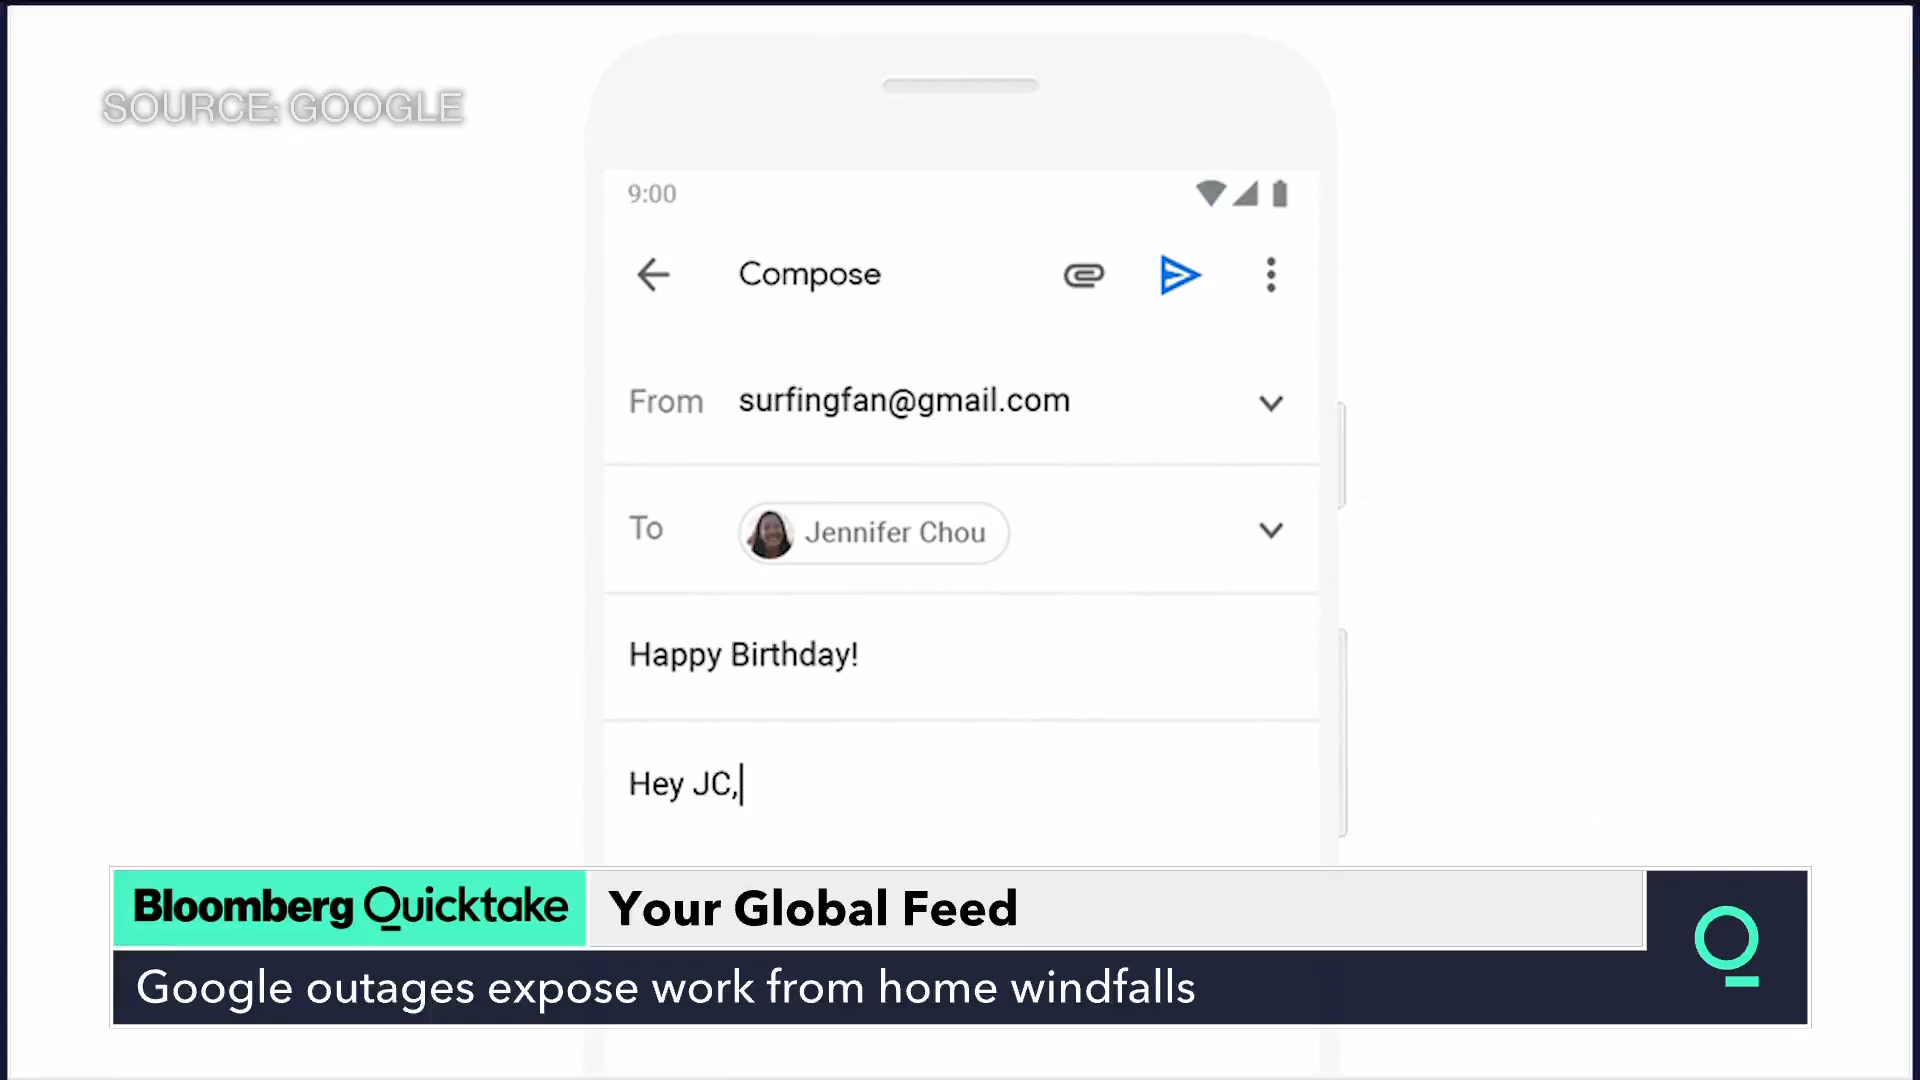 SOURCE: GOOGLE
9:00
Compose
From surfingfan@gmail.com
To Jennifer Chou
Happy Birthday!
Hey JC,
Bloomberg Quicktake Your Global Feed
Google outages expose work from home windfalls